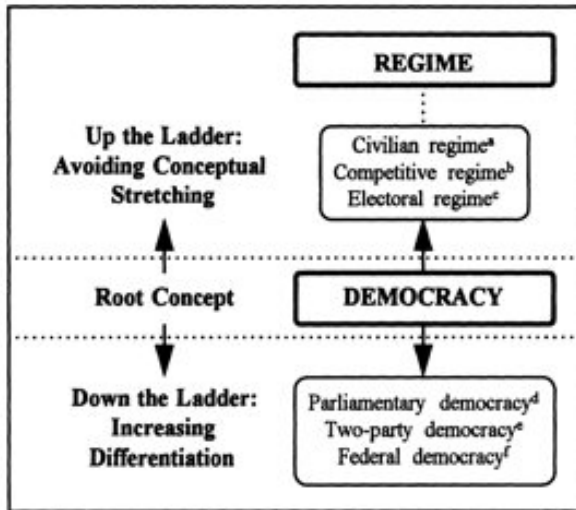 REGIME
Up the Ladder:
Avoiding Conceptual
Stretching
Civilian regimeᵃ
Competitive regimeᵇ
Electoral regimeᶜ
Root Concept
DEMOCRACY
Down the Ladder:
Increasing
Differentiation
Parliamentary democracyᵈ
Two-party democracyᵉ
Federal democracyᶠ